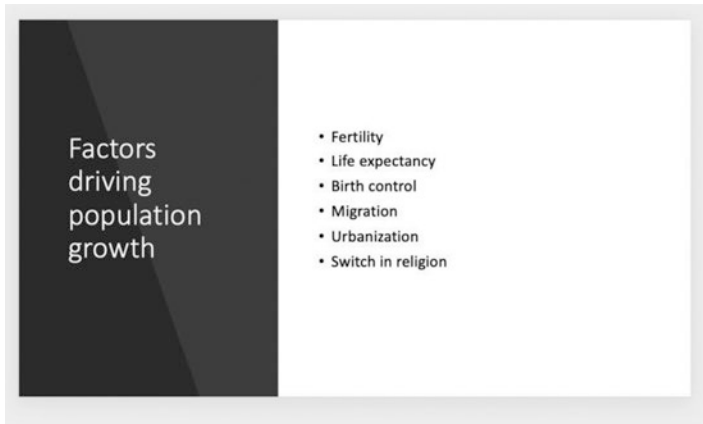 Factors
driving
population
growth
• Fertility
• Life expectancy
• Birth control
• Migration
• Urbanization
• Switch in religion